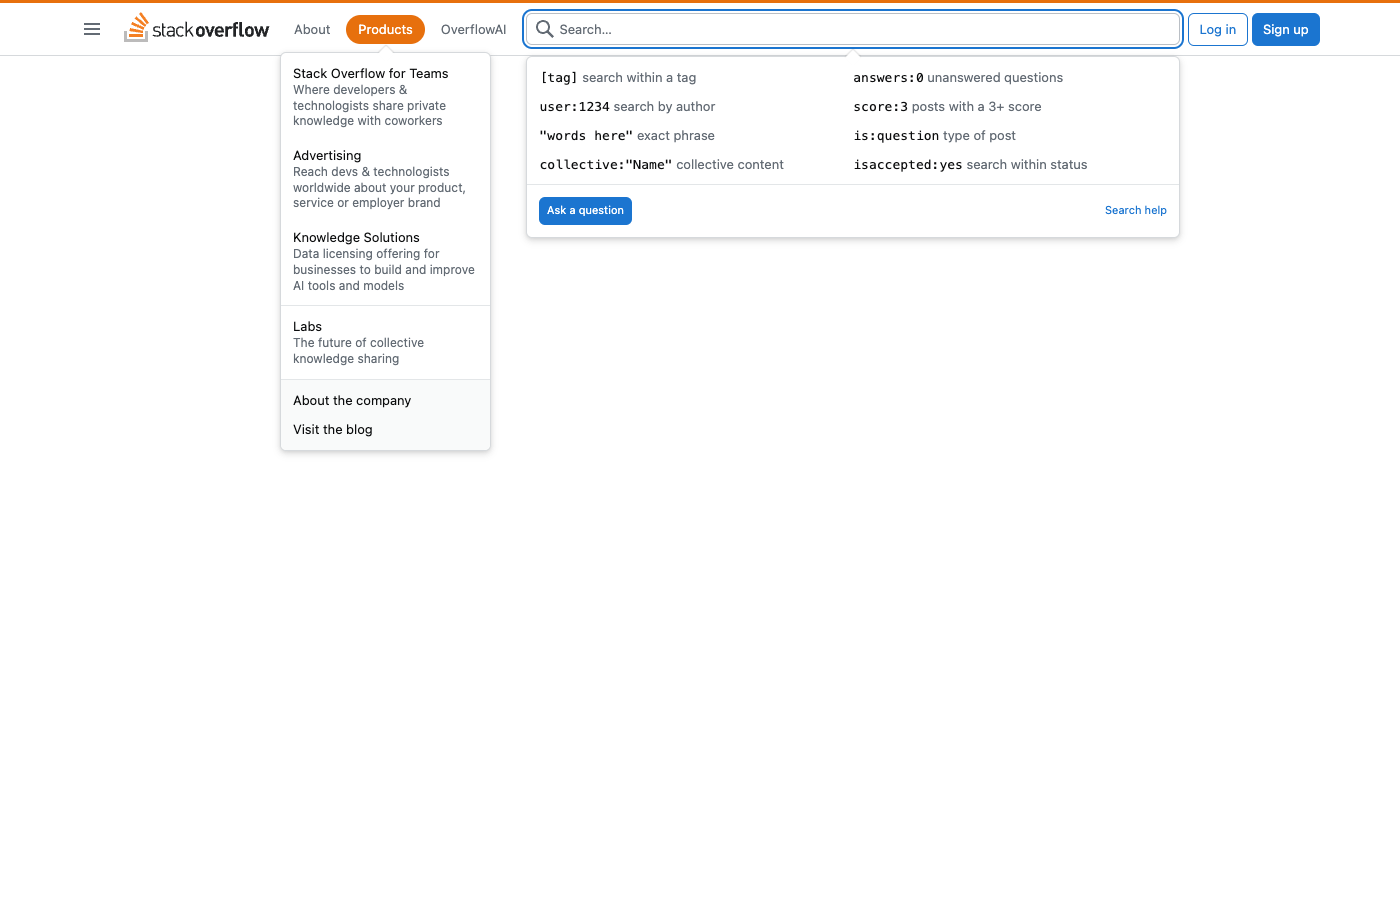 stack overflow
About
Products
OverflowAI
Search…
Log in
Sign up
Stack Overflow for Teams
Where developers &
technologists share private
knowledge with coworkers
Advertising
Reach devs & technologists
worldwide about your product,
service or employer brand
Knowledge Solutions
Data licensing offering for
businesses to build and improve
AI tools and models
Labs
The future of collective
knowledge sharing
About the company
Visit the blog
[tag] search within a tag
user:1234 search by author
"words here" exact phrase
collective:"Name" collective content
answers:0 unanswered questions
score:3 posts with a 3+ score
is:question type of post
isaccepted:yes search within status
Ask a question
Search help